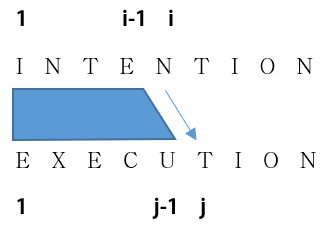 1 i-1 i
I N T E N T I O N
E X E C U T I O N
1 j-1 j